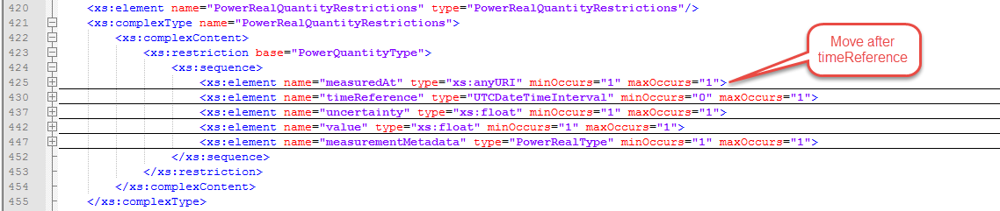 420 <xs:element name="PowerRealQuantityRestrictions" type="PowerRealQuantityRestrictions"/>
421 <xs:complexType name="PowerRealQuantityRestrictions">
422 <xs:complexContent>
423 <xs:restriction base="PowerQuantityType">
424 <xs:sequence>
425 <xs:element name="measuredAt" type="xs:anyURI" minOccurs="1" maxOccurs="1">
430 <xs:element name="timeReference" type="UTCDateTimeInterval" minOccurs="0" maxOccurs="1">
437 <xs:element name="uncertainty" type="xs:float" minOccurs="1" maxOccurs="1">
442 <xs:element name="value" type="xs:float" minOccurs="1" maxOccurs="1">
447 <xs:element name="measurementMetadata" type="PowerRealType" minOccurs="1" maxOccurs="1">
452 </xs:sequence>
453 </xs:restriction>
454 </xs:complexContent>
455 </xs:complexType>
Move after
timeReference